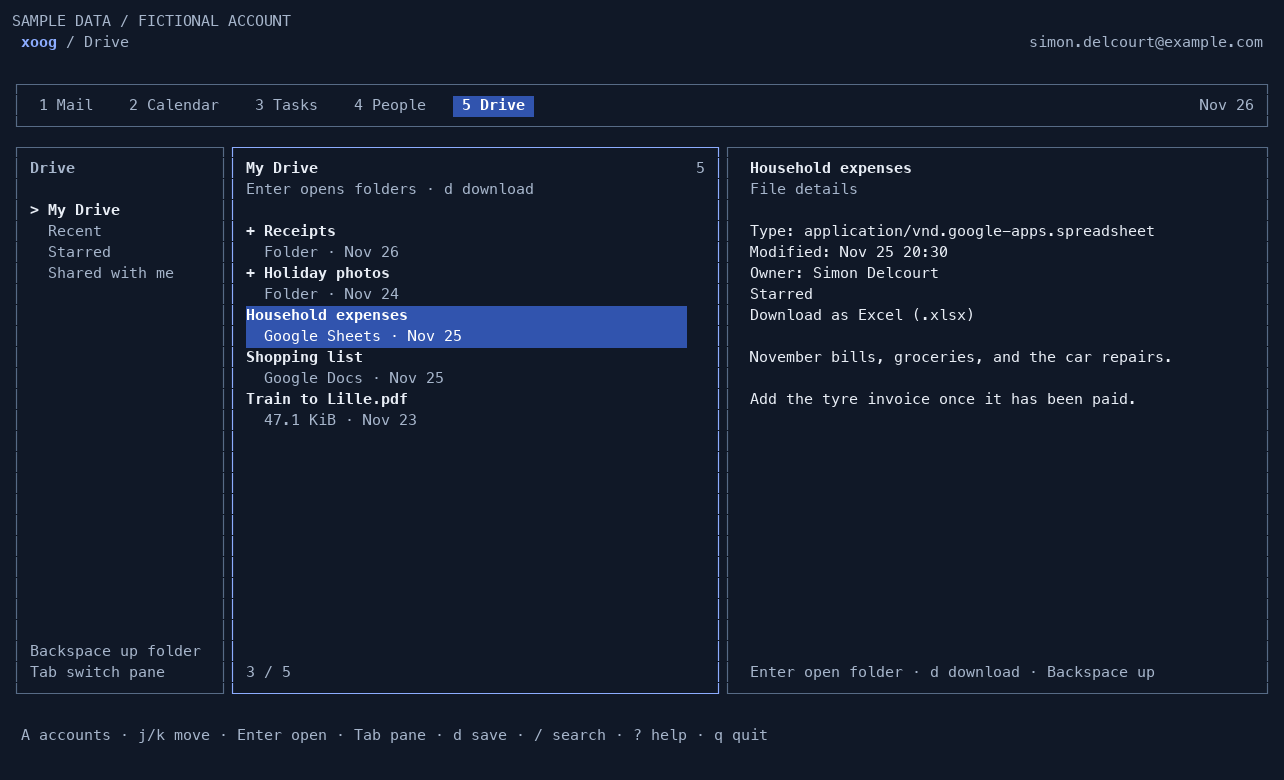 SAMPLE DATA / FICTIONAL ACCOUNT
xoog / Drive
simon.delcourt@example.com
1 Mail 2 Calendar 3 Tasks 4 People 5 Drive
Nov 26
Drive
> My Drive
Recent
Starred
Shared with me
Backspace up folder
Tab switch pane
My Drive 5
Enter opens folders · d download
+ Receipts
Folder · Nov 26
+ Holiday photos
Folder · Nov 24
Household expenses
Google Sheets · Nov 25
Shopping list
Google Docs · Nov 25
Train to Lille.pdf
47.1 KiB · Nov 23
3 / 5
Household expenses
File details
Type: application/vnd.google-apps.spreadsheet
Modified: Nov 25 20:30
Owner: Simon Delcourt
Starred
Download as Excel (.xlsx)
November bills, groceries, and the car repairs.
Add the tyre invoice once it has been paid.
Enter open folder · d download · Backspace up
A accounts · j/k move · Enter open · Tab pane · d save · / search · ? help · q quit